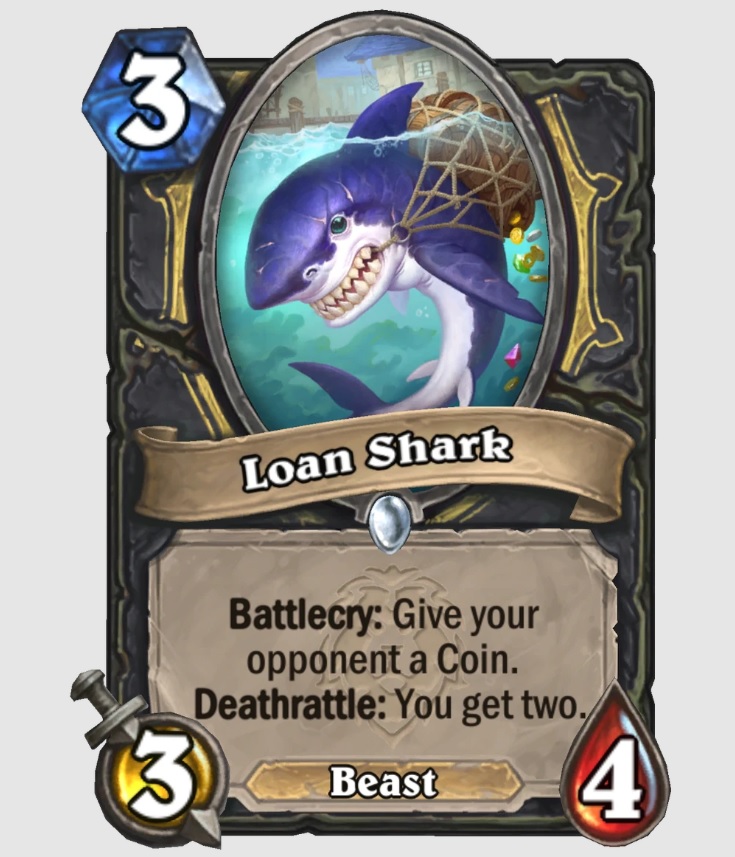 3
Loan Shark
Battlecry: Give your
opponent a Coin.
Deathrattle: You get two.
3
Beast
4